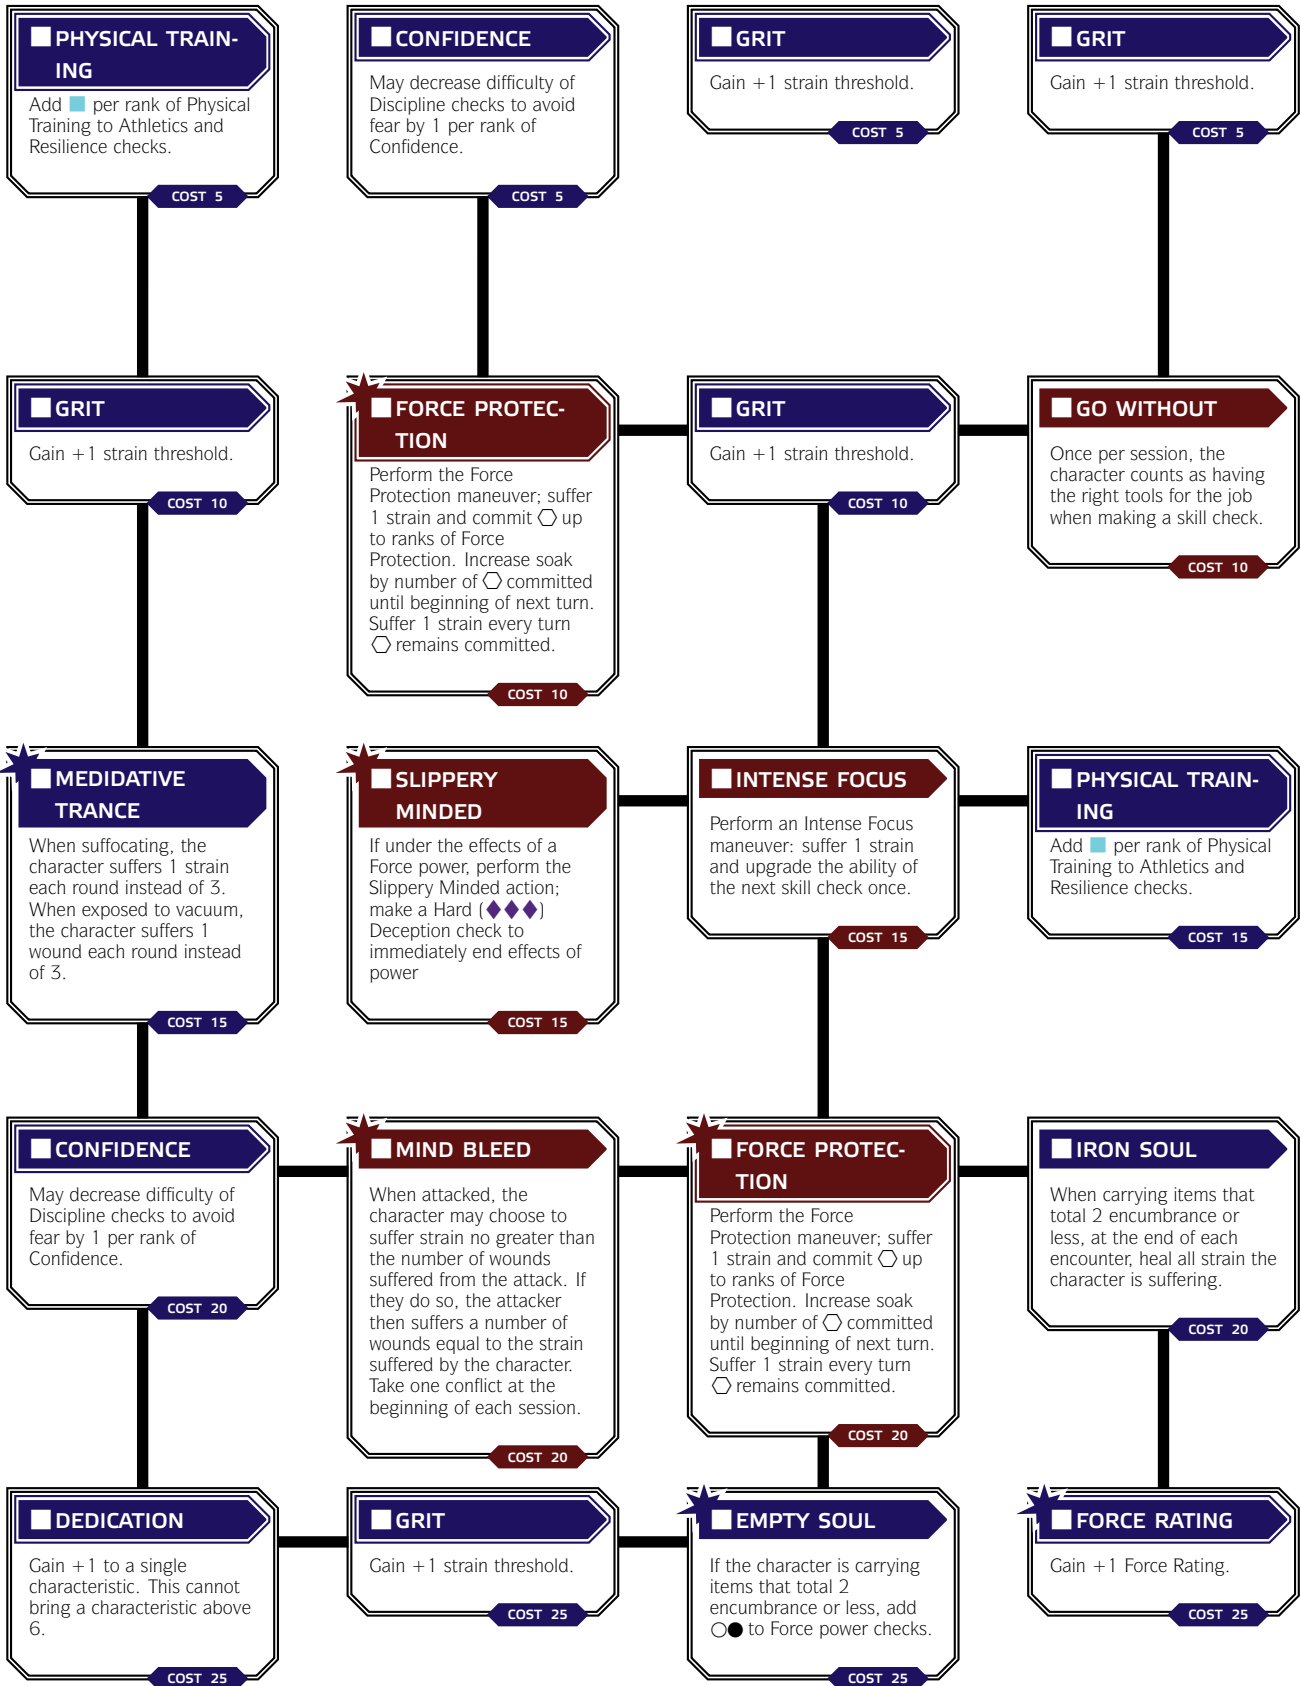 PHYSICAL TRAIN-
ING
Add per rank of Physical
Training to Athletics and
Resilience checks.
COST 5
CONFIDENCE
May decrease difficulty of
Discipline checks to avoid
fear by 1 per rank of
Confidence.
COST 5
GRIT
Gain +1 strain threshold.
COST 5
GRIT
Gain +1 strain threshold.
COST 5
GRIT
Gain +1 strain threshold.
COST 10
FORCE PROTEC-
TION
Perform the Force
Protection maneuver; suffer
1 strain and commit up
to ranks of Force
Protection. Increase soak
by number of committed
until beginning of next turn.
Suffer 1 strain every turn
remains committed.
COST 10
GRIT
Gain +1 strain threshold.
COST 10
GO WITHOUT
Once per session, the
character counts as having
the right tools for the job
when making a skill check.
COST 10
MEDIDATIVE
TRANCE
When suffocating, the
character suffers 1 strain
each round instead of 3.
When exposed to vacuum,
the character suffers 1
wound each round instead
of 3.
COST 15
SLIPPERY
MINDED
If under the effects of a
Force power, perform the
Slippery Minded action;
make a Hard (♦♦♦)
Deception check to
immediately end effects of
power
COST 15
INTENSE FOCUS
Perform an Intense Focus
maneuver: suffer 1 strain
and upgrade the ability of
the next skill check once.
COST 15
PHYSICAL TRAIN-
ING
Add per rank of Physical
Training to Athletics and
Resilience checks.
COST 15
CONFIDENCE
May decrease difficulty of
Discipline checks to avoid
fear by 1 per rank of
Confidence.
COST 20
MIND BLEED
When attacked, the
character may choose to
suffer strain no greater than
the number of wounds
suffered from the attack. If
they do so, the attacker
then suffers a number of
wounds equal to the strain
suffered by the character.
Take one conflict at the
beginning of each session.
COST 20
FORCE PROTEC-
TION
Perform the Force
Protection maneuver; suffer
1 strain and commit up
to ranks of Force
Protection. Increase soak
by number of committed
until beginning of next turn.
Suffer 1 strain every turn
remains committed.
COST 20
IRON SOUL
When carrying items that
total 2 encumbrance or
less, at the end of each
encounter, heal all strain the
character is suffering.
COST 20
DEDICATION
Gain +1 to a single
characteristic. This cannot
bring a characteristic above
6.
COST 25
GRIT
Gain +1 strain threshold.
COST 25
EMPTY SOUL
If the character is carrying
items that total 2
encumbrance or less, add
○● to Force power checks.
COST 25
FORCE RATING
Gain +1 Force Rating.
COST 25